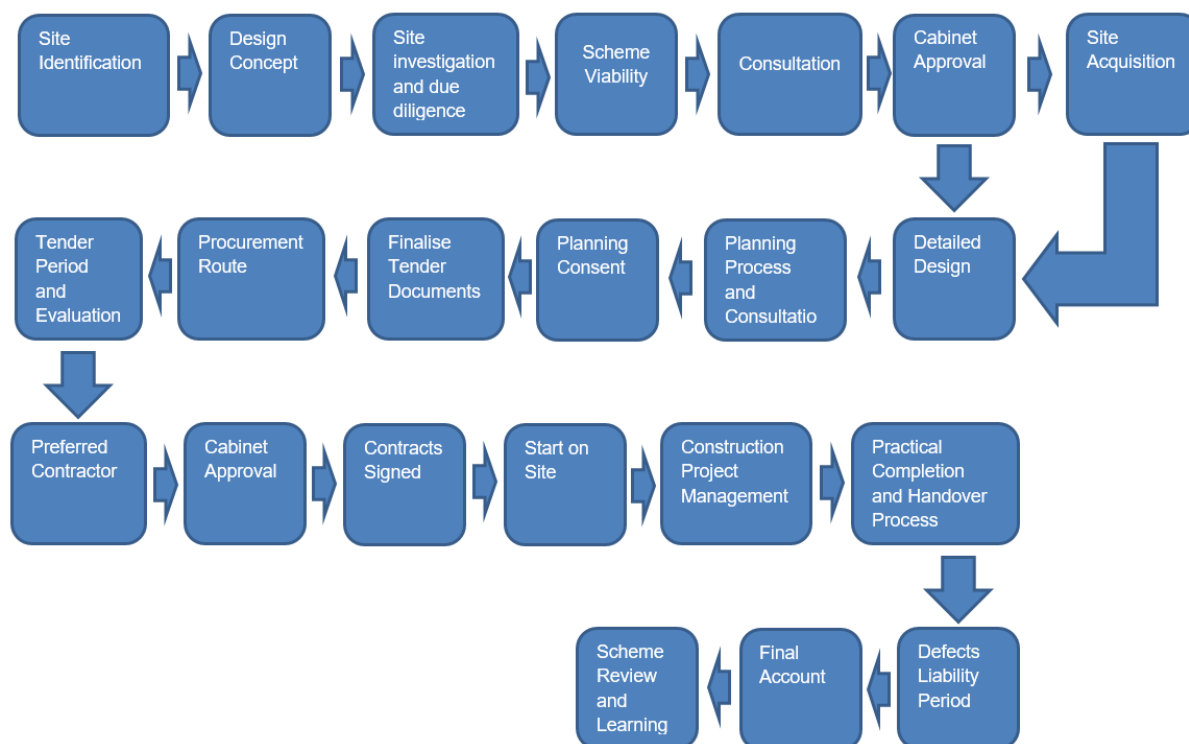 Site
Identification
Design
Concept
Site
investigation
and due
diligence
Scheme
Viability
Consultation
Cabinet
Approval
Site
Acquisition
Tender
Period
and
Evaluation
Procurement
Route
Finalise
Tender
Documents
Planning
Consent
Planning
Process
and
Consultatio
Detailed
Design
Preferred
Contractor
Cabinet
Approval
Contracts
Signed
Start on
Site
Construction
Project
Management
Practical
Completion
and Handover
Process
Scheme
Review
and
Learning
Final
Account
Defects
Liability
Period